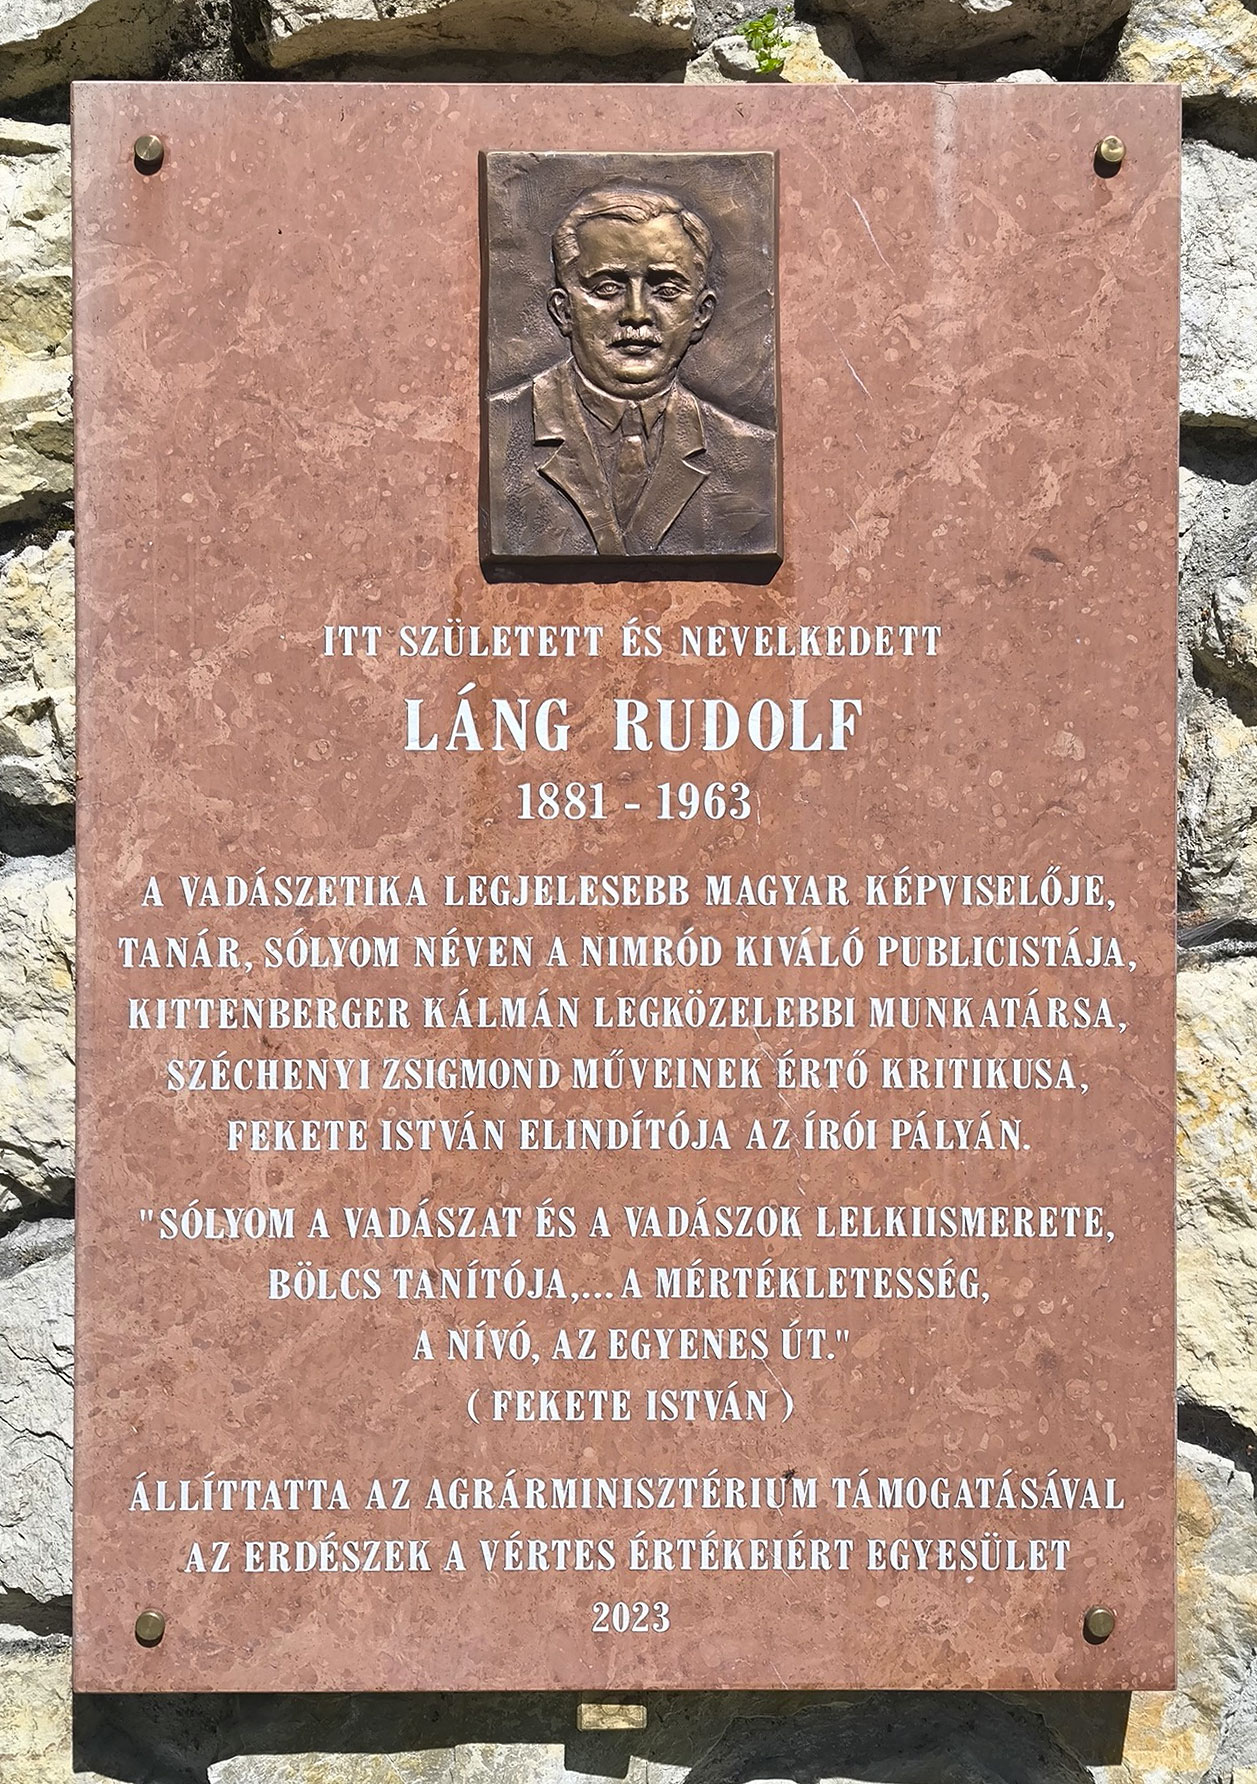 ITT SZÜLETETT ÉS NEVELKEDETT
LÁNG RUDOLF
1881 - 1963
A VADÁSZETIKA LEGJELESEBB MAGYAR KÉPVISELŐJE,
TANÁR, SÓLYOM NÉVEN A NIMRÓD KIVÁLÓ PUBLICISTÁJA,
KITTENBERGER KÁLMÁN LEGKÖZELEBBI MUNKATÁRSA,
SZÉCHENYI ZSIGMOND MŰVEINEK ÉRTŐ KRITIKUSA,
FEKETE ISTVÁN ELINDÍTÓJA AZ ÍRÓI PÁLYÁN.
"SÓLYOM A VADÁSZAT ÉS A VADÁSZOK LELKIISMERETE,
BÖLCS TANÍTÓJA,... A MÉRTÉKLETESSÉG,
A NÍVÓ, AZ EGYENES ÚT."
( FEKETE ISTVÁN )
ÁLLÍTTATTA AZ AGRÁRMINISZTÉRIUM TÁMOGATÁSÁVAL
AZ ERDÉSZEK A VÉRTES ÉRTÉKEIÉRT EGYESÜLET
2023